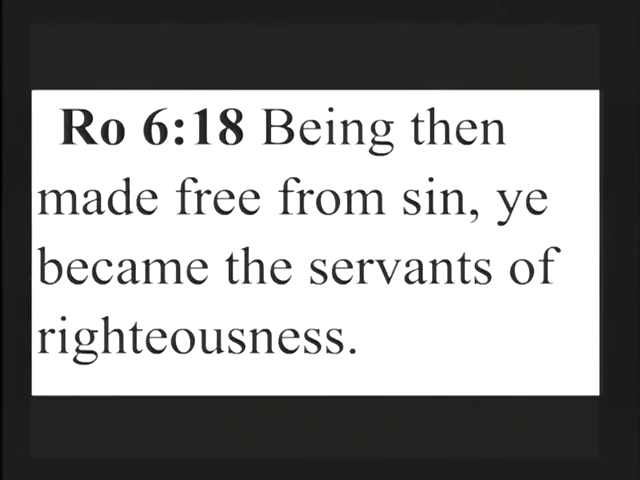 Ro 6:18 Being then
made free from sin, ye
became the servants of
righteousness.